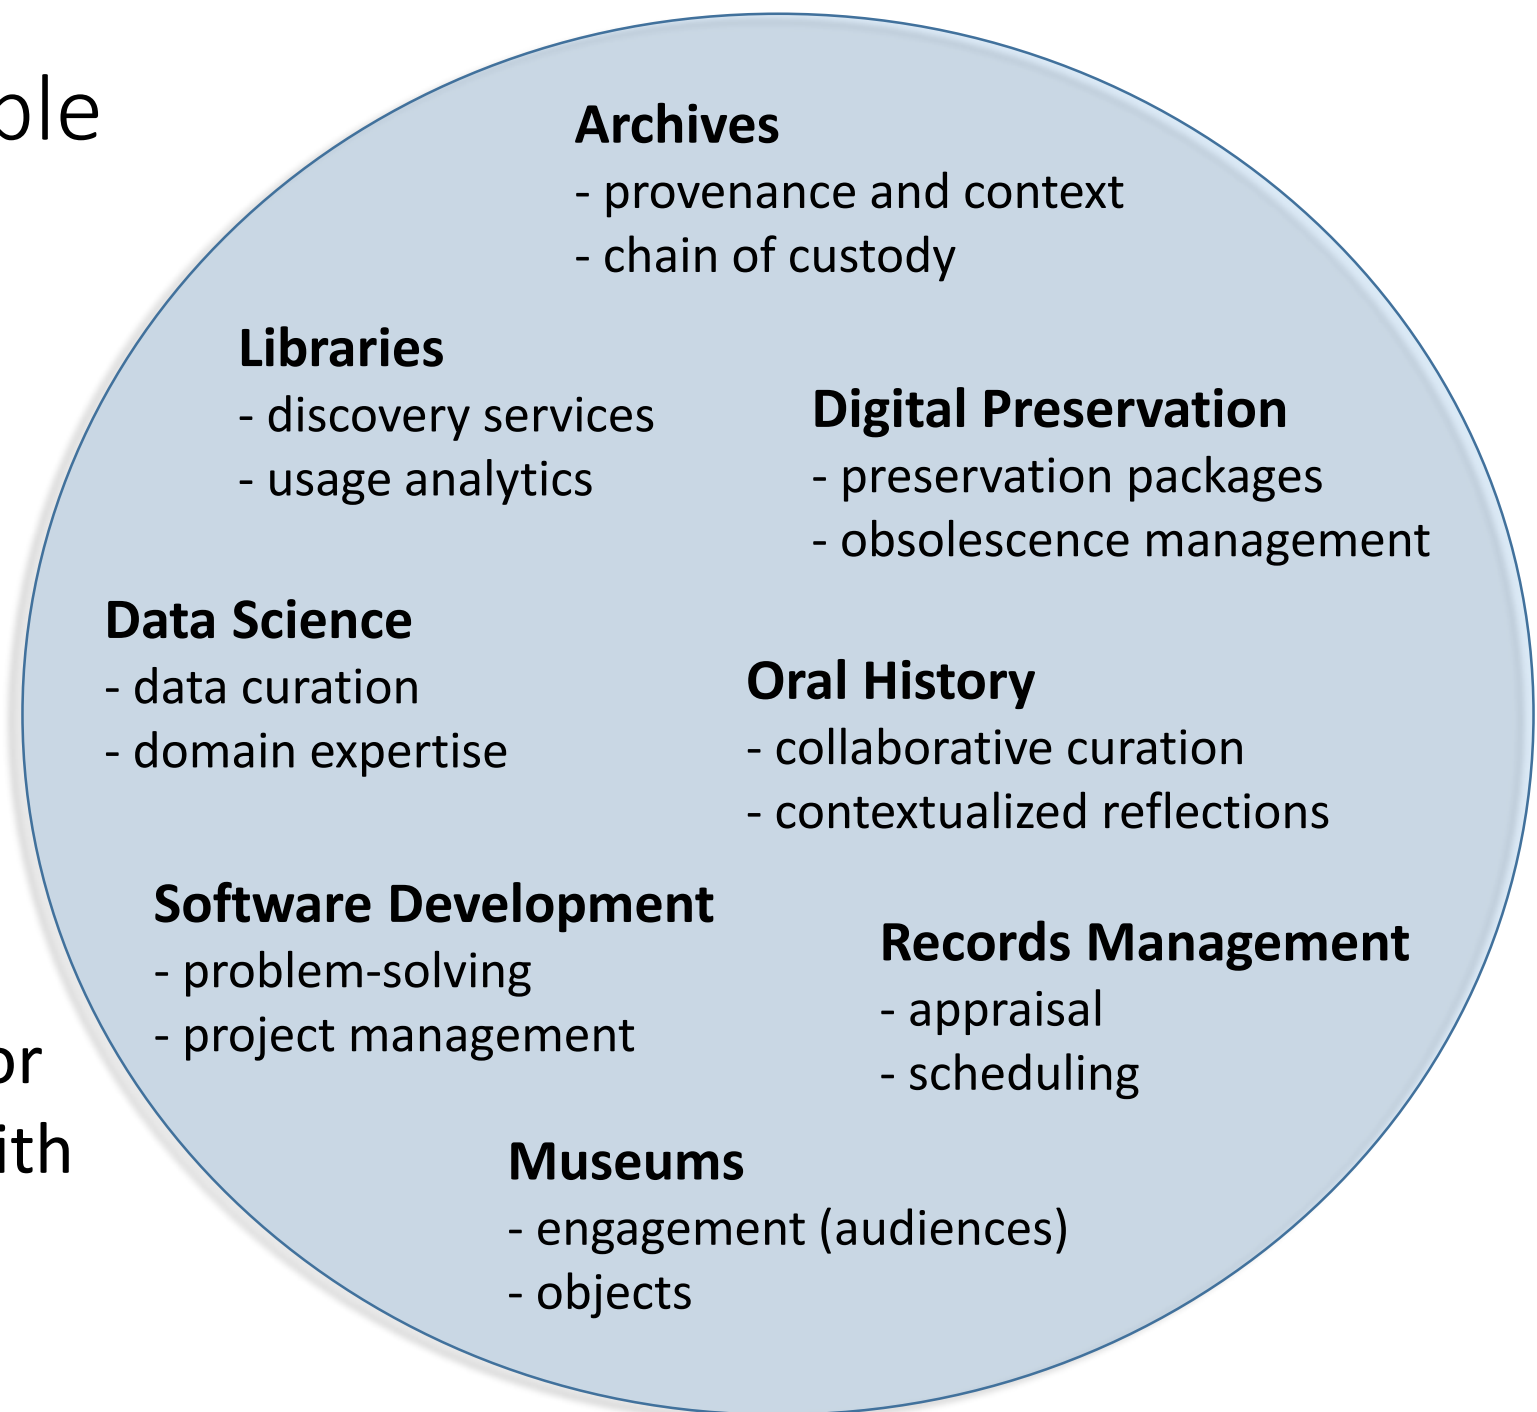 ble
Archives
- provenance and context
- chain of custody
Libraries
- discovery services
- usage analytics
Digital Preservation
- preservation packages
- obsolescence management
Data Science
- data curation
- domain expertise
Oral History
- collaborative curation
- contextualized reflections
Software Development
- problem-solving
- project management
Records Management
- appraisal
- scheduling
or
ith
Museums
- engagement (audiences)
- objects